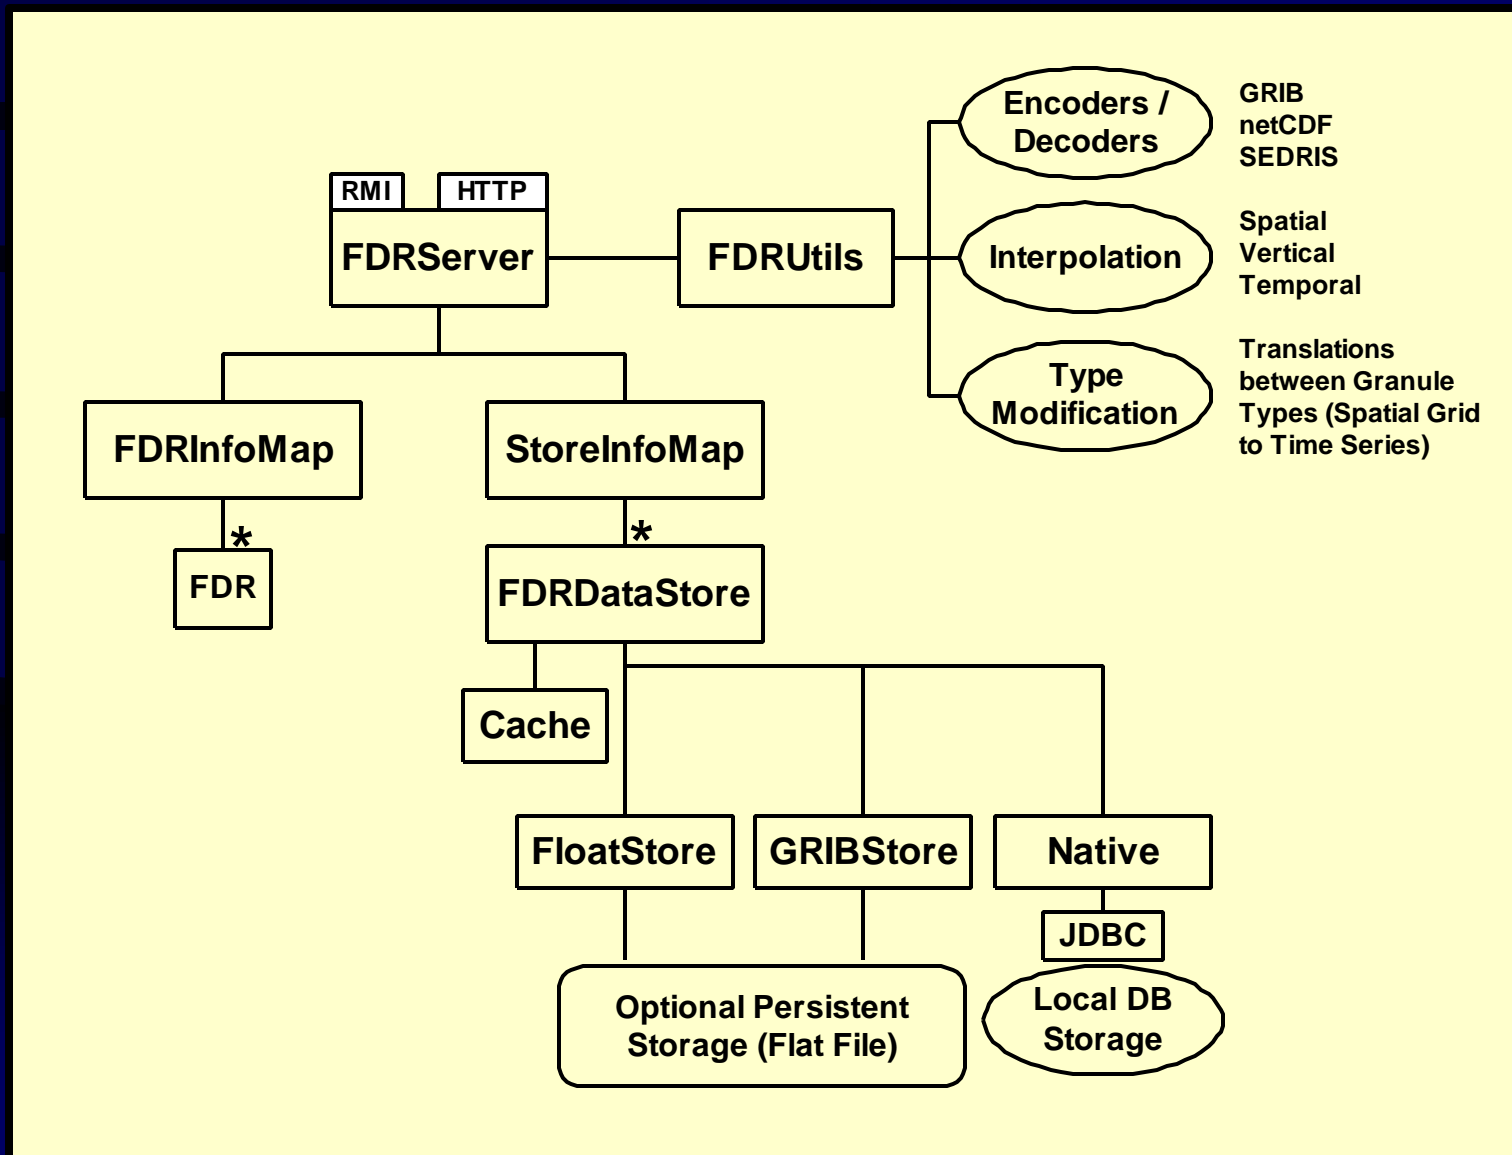 Encoders /
Decoders
GRIB
netCDF
SEDRIS
RMI
HTTP
FDRServer
FDRUtils
Interpolation
Spatial
Vertical
Temporal
Type
Modification
Translations
between Granule
Types (Spatial Grid
to Time Series)
FDRInfoMap
StoreInfoMap
*
*
FDR
FDRDataStore
Cache
FloatStore
GRIBStore
Native
JDBC
Optional Persistent
Storage (Flat File)
Local DB
Storage